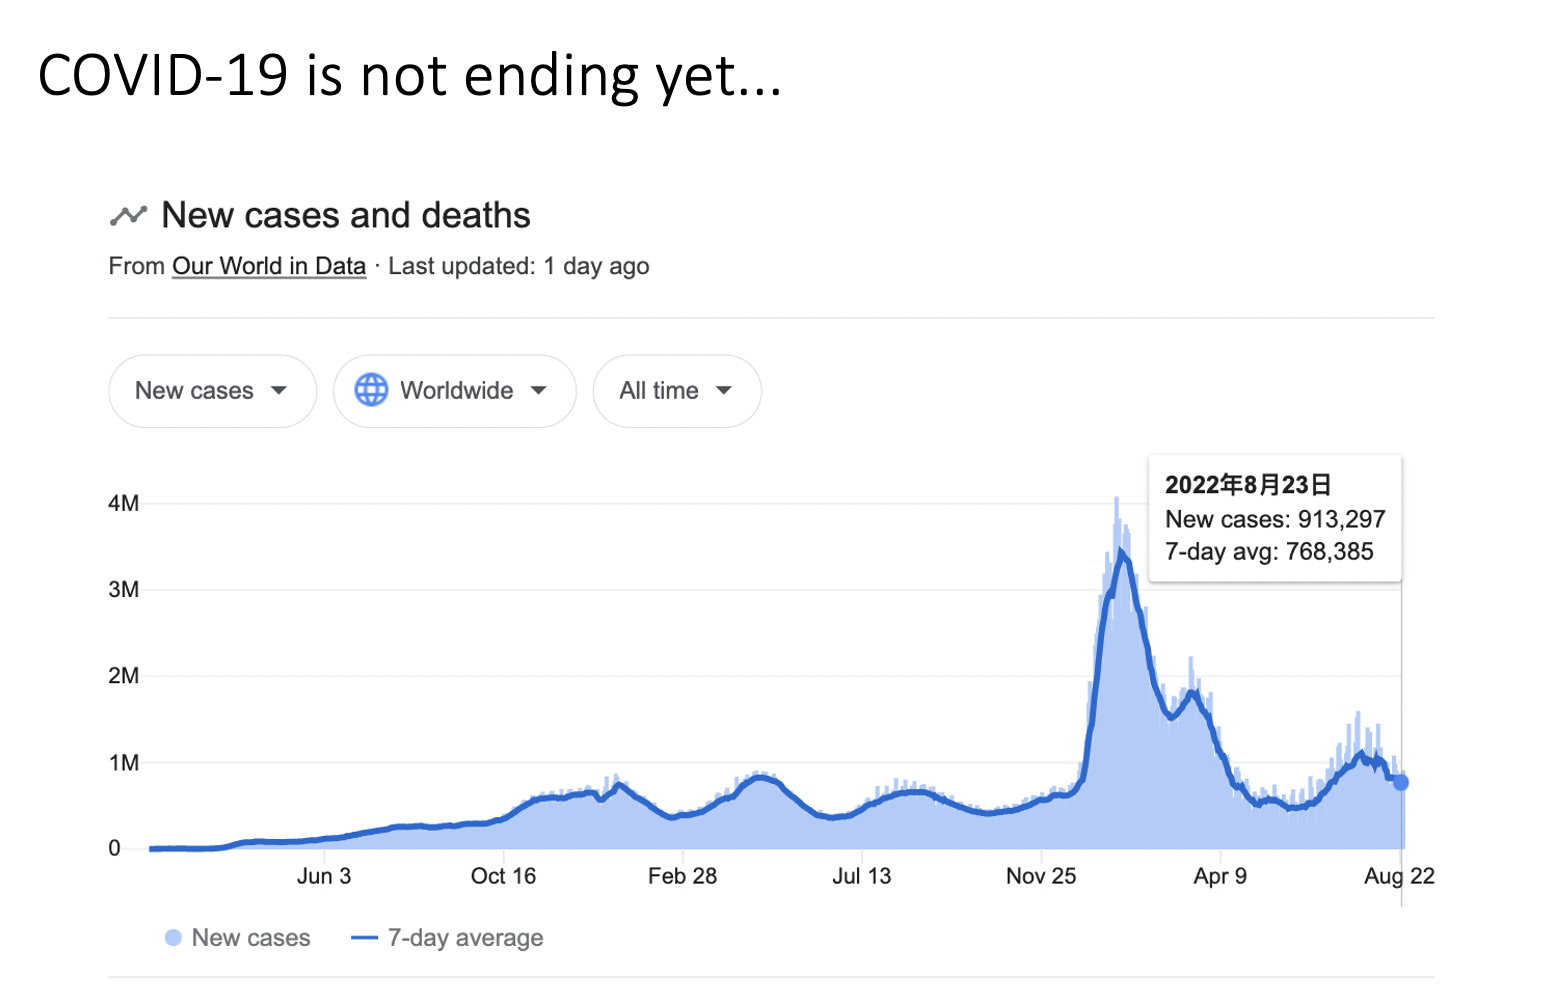 COVID-19 is not ending yet...
New cases and deaths
From Our World in Data · Last updated: 1 day ago
New cases Worldwide All time
2022年8月23日
New cases: 913,297
7-day avg: 768,385
4M
3M
2M
1M
0
Jun 3 Oct 16 Feb 28 Jul 13 Nov 25 Apr 9 Aug 22
New cases 7-day average